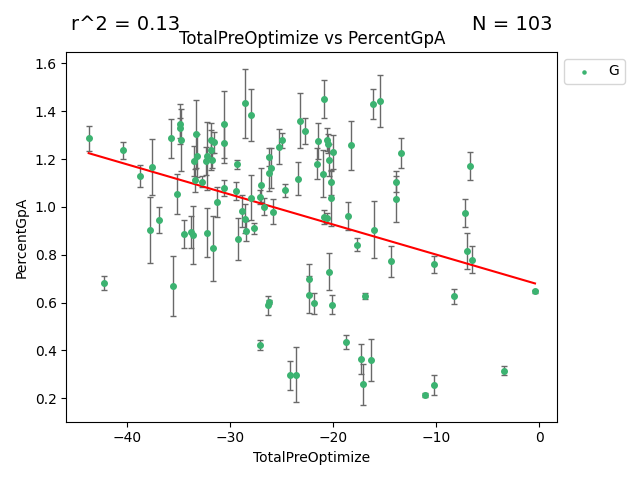 r^2 = 0.13
N = 103
TotalPreOptimize vs PercentGpA
G
1.6
1.4
1.2
1.0
0.8
0.6
0.4
0.2
PercentGpA
−40
−30
−20
−10
0
TotalPreOptimize